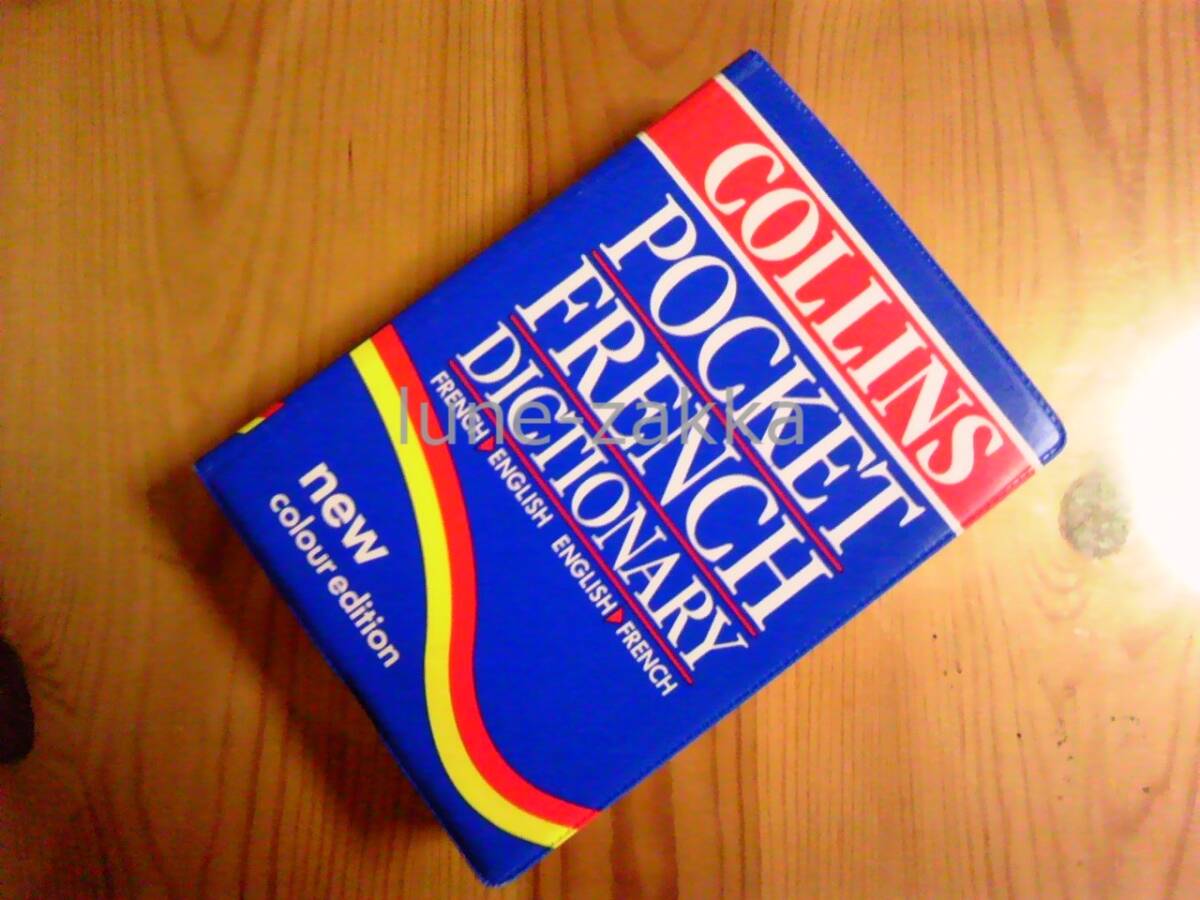 COLLINS
POCKET
FRENCH
DICTIONARY
FRENCH▶ENGLISH ENGLISH▶FRENCH
new
colour edition
lune-zakka